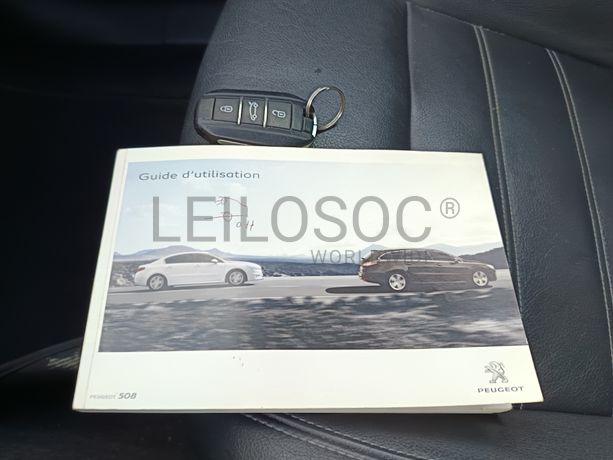 Guide d'utilisation
LEILOSOC®
WORLDWIDE
PEUGEOT
PEUGEOT 508